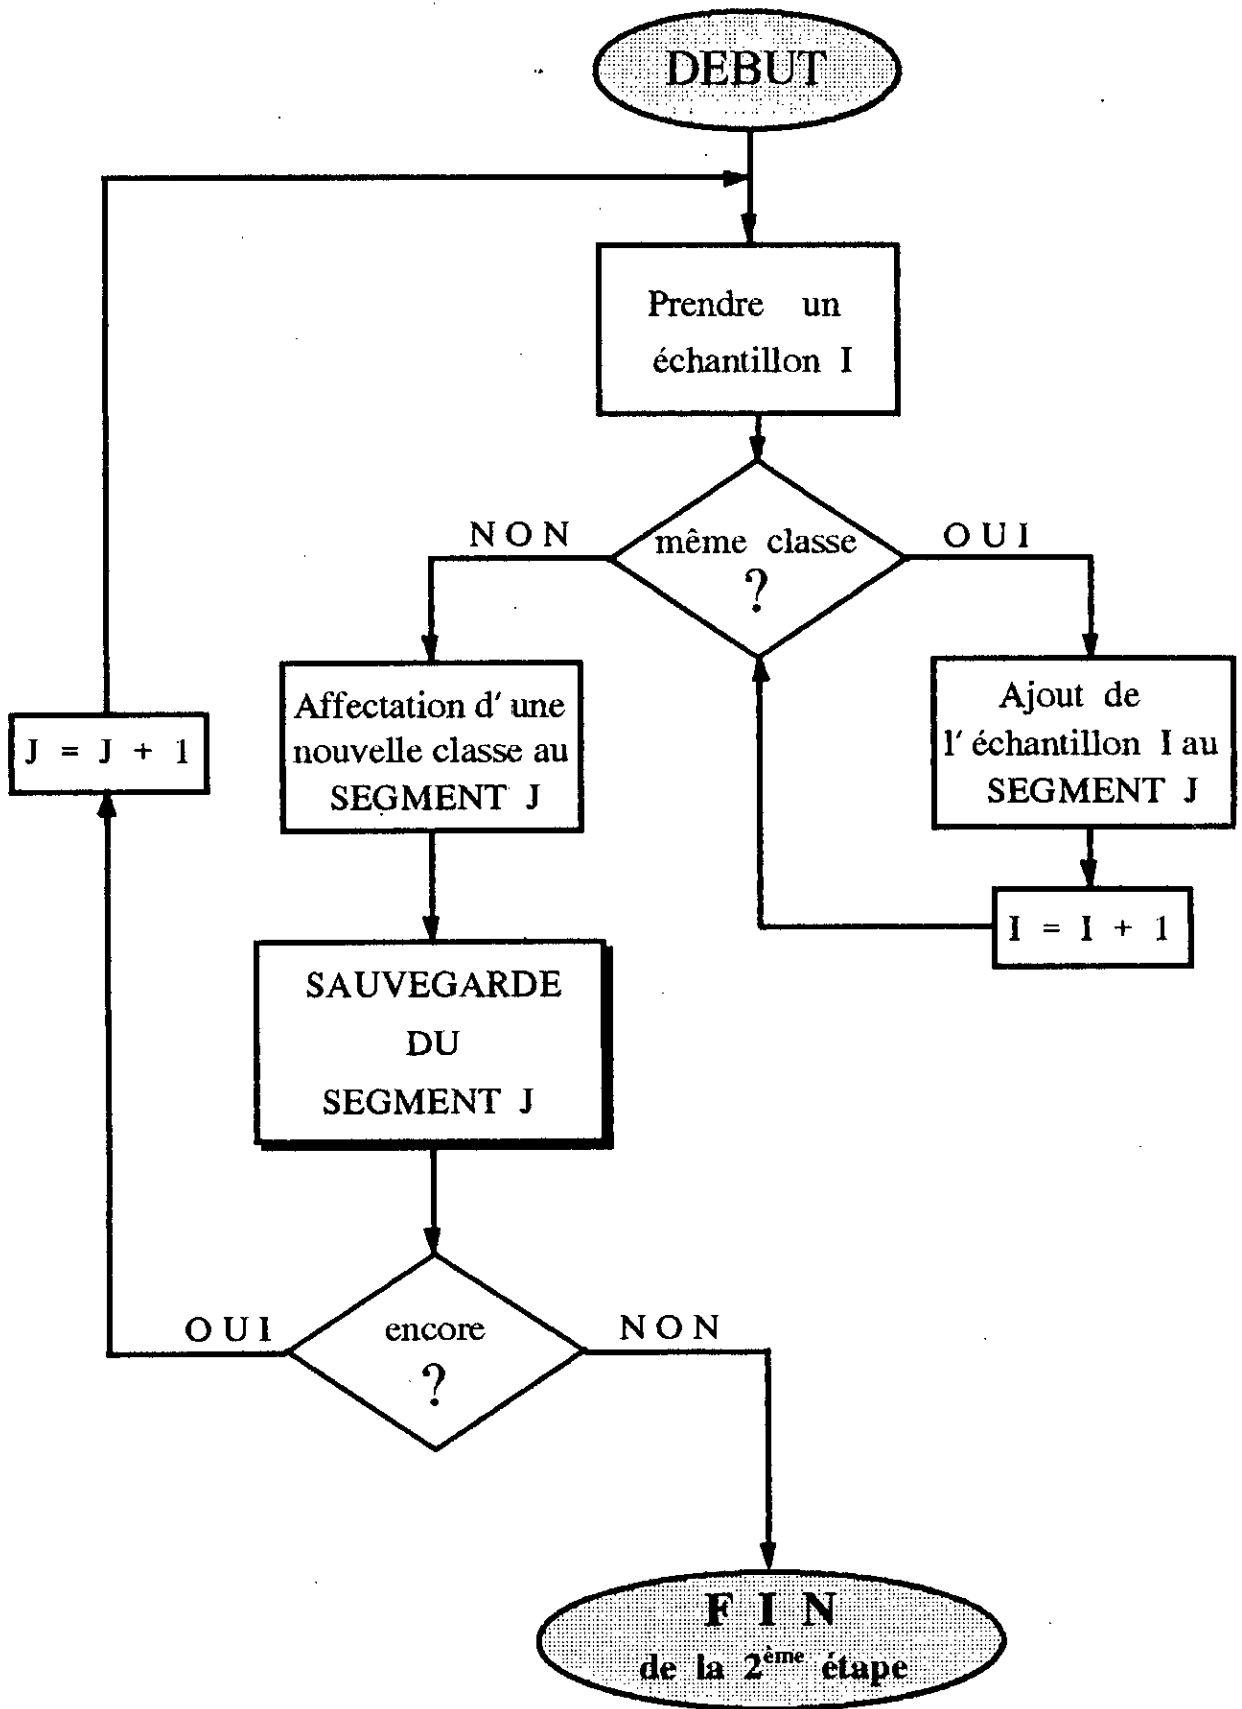 DEBUT
Prendre un
échantillon I
NON
même classe
?
OUI
Affectation d' une
nouvelle classe au
SEGMENT J
Ajout de
l' échantillon I au
SEGMENT J
J = J + 1
I = I + 1
SAUVEGARDE
DU
SEGMENT J
OUI
encore
?
NON
FIN
de la 2ème étape